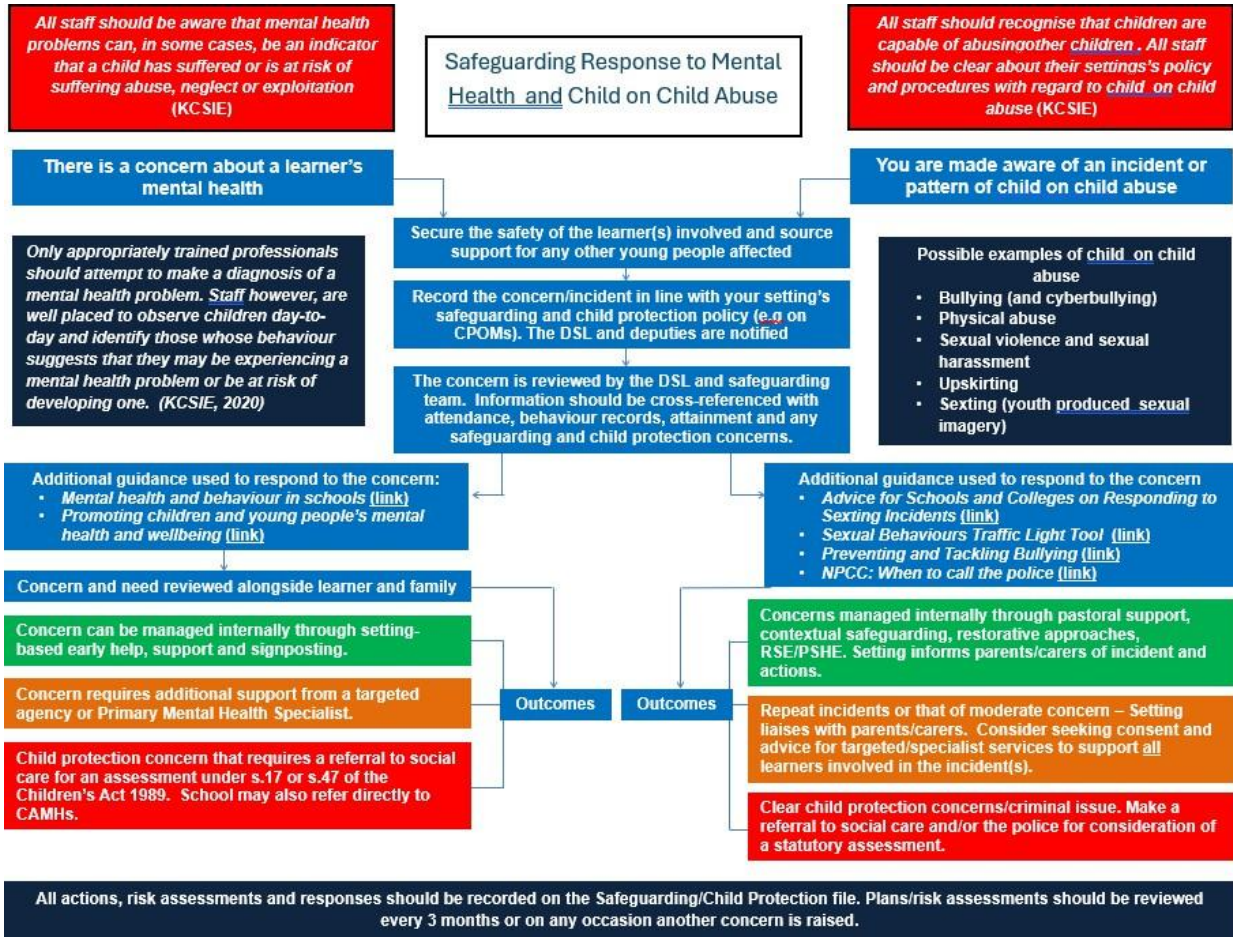 All staff should be aware that mental health
problems can, in some cases, be an indicator
that a child has suffered or is at risk of
suffering abuse, neglect or exploitation
(KCSIE)
Safeguarding Response to Mental
Health and Child on Child Abuse
All staff should recognise that children are
capable of abusingother children . All staff
should be clear about their settings's policy
and procedures with regard to child on child
abuse (KCSIE)
There is a concern about a learner's
mental health
You are made aware of an incident or
pattern of child on child abuse
Secure the safety of the learner(s) involved and source
support for any other young people affected
Only appropriately trained professionals
should attempt to make a diagnosis of a
mental health problem. Staff however, are
well placed to observe children day-to-
day and identify those whose behaviour
suggests that they may be experiencing a
mental health problem or be at risk of
developing one. (KCSIE, 2020)
Record the concern/incident in line with your setting's
safeguarding and child protection policy (e.g on
CPOMs). The DSL and deputies are notified
Possible examples of child on child
abuse
• Bullying (and cyberbullying)
• Physical abuse
• Sexual violence and sexual
harassment
• Upskirting
• Sexting (youth produced sexual
imagery)
The concern is reviewed by the DSL and safeguarding
team. Information should be cross-referenced with
attendance, behaviour records, attainment and any
safeguarding and child protection concerns.
Additional guidance used to respond to the concern:
• Mental health and behaviour in schools (link)
• Promoting children and young people's mental
health and wellbeing (link)
Additional guidance used to respond to the concern
• Advice for Schools and Colleges on Responding to
Sexting Incidents (link)
• Sexual Behaviours Traffic Light Tool (link)
• Preventing and Tackling Bullying (link)
• NPCC: When to call the police (link)
Concern and need reviewed alongside learner and family
Concern can be managed internally through setting-
based early help, support and signposting.
Concern requires additional support from a targeted
agency or Primary Mental Health Specialist.
Child protection concern that requires a referral to social
care for an assessment under s.17 or s.47 of the
Children's Act 1989. School may also refer directly to
CAMHs.
Outcomes
Outcomes
Concerns managed internally through pastoral support,
contextual safeguarding, restorative approaches,
RSE/PSHE. Setting informs parents/carers of incident and
actions.
Repeat incidents or that of moderate concern – Setting
liaises with parents/carers. Consider seeking consent and
advice for targeted/specialist services to support all
learners involved in the incident(s).
Clear child protection concerns/criminal issue. Make a
referral to social care and/or the police for consideration of
a statutory assessment.
All actions, risk assessments and responses should be recorded on the Safeguarding/Child Protection file. Plans/risk assessments should be reviewed
every 3 months or on any occasion another concern is raised.